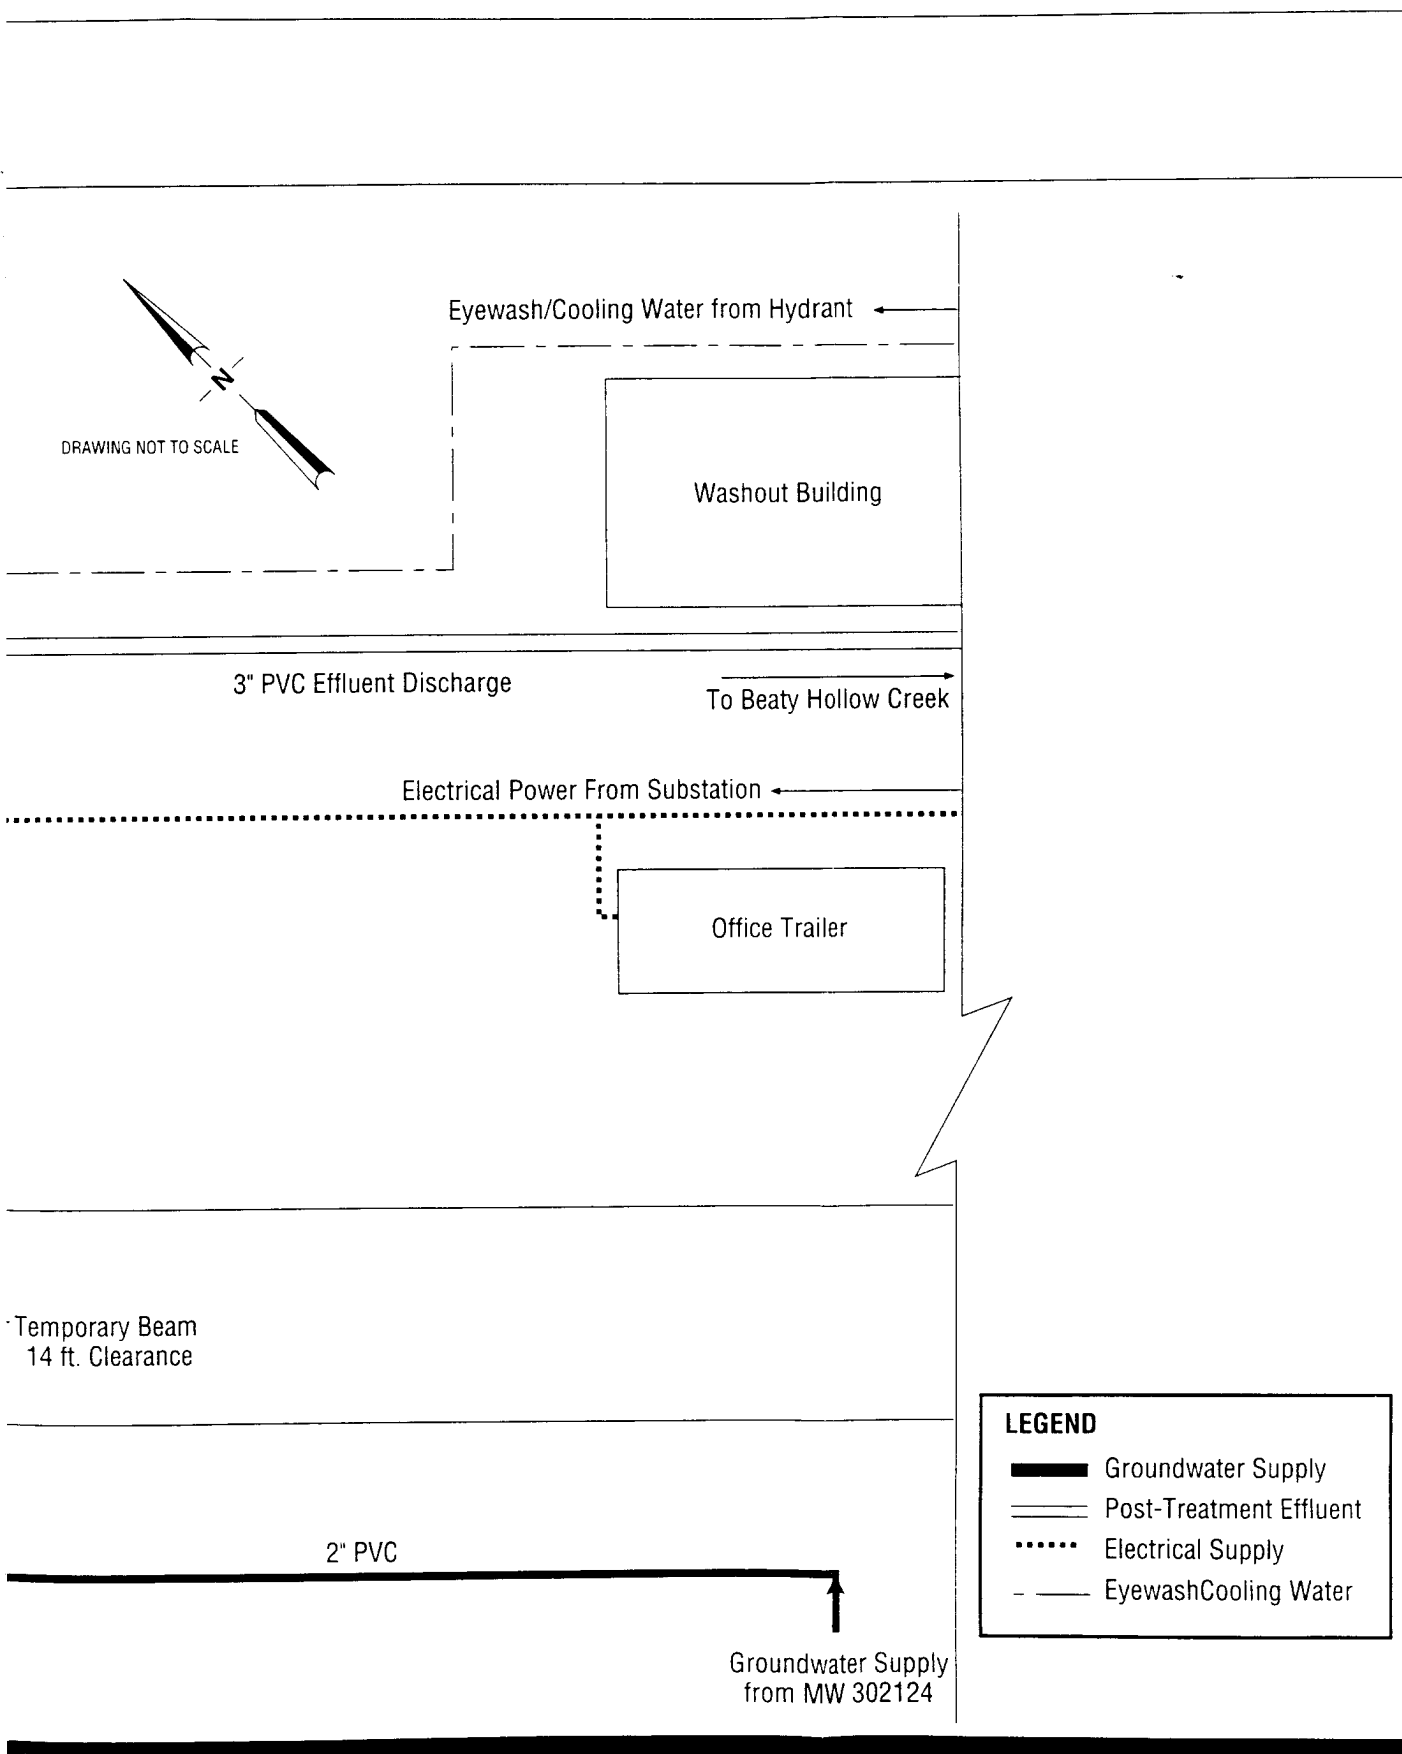 Eyewash/Cooling Water from Hydrant
N
DRAWING NOT TO SCALE
Washout Building
3" PVC Effluent Discharge
To Beaty Hollow Creek
Electrical Power From Substation
Office Trailer
Temporary Beam
14 ft. Clearance
LEGEND
Groundwater Supply
Post-Treatment Effluent
Electrical Supply
EyewashCooling Water
2" PVC
Groundwater Supply
from MW 302124